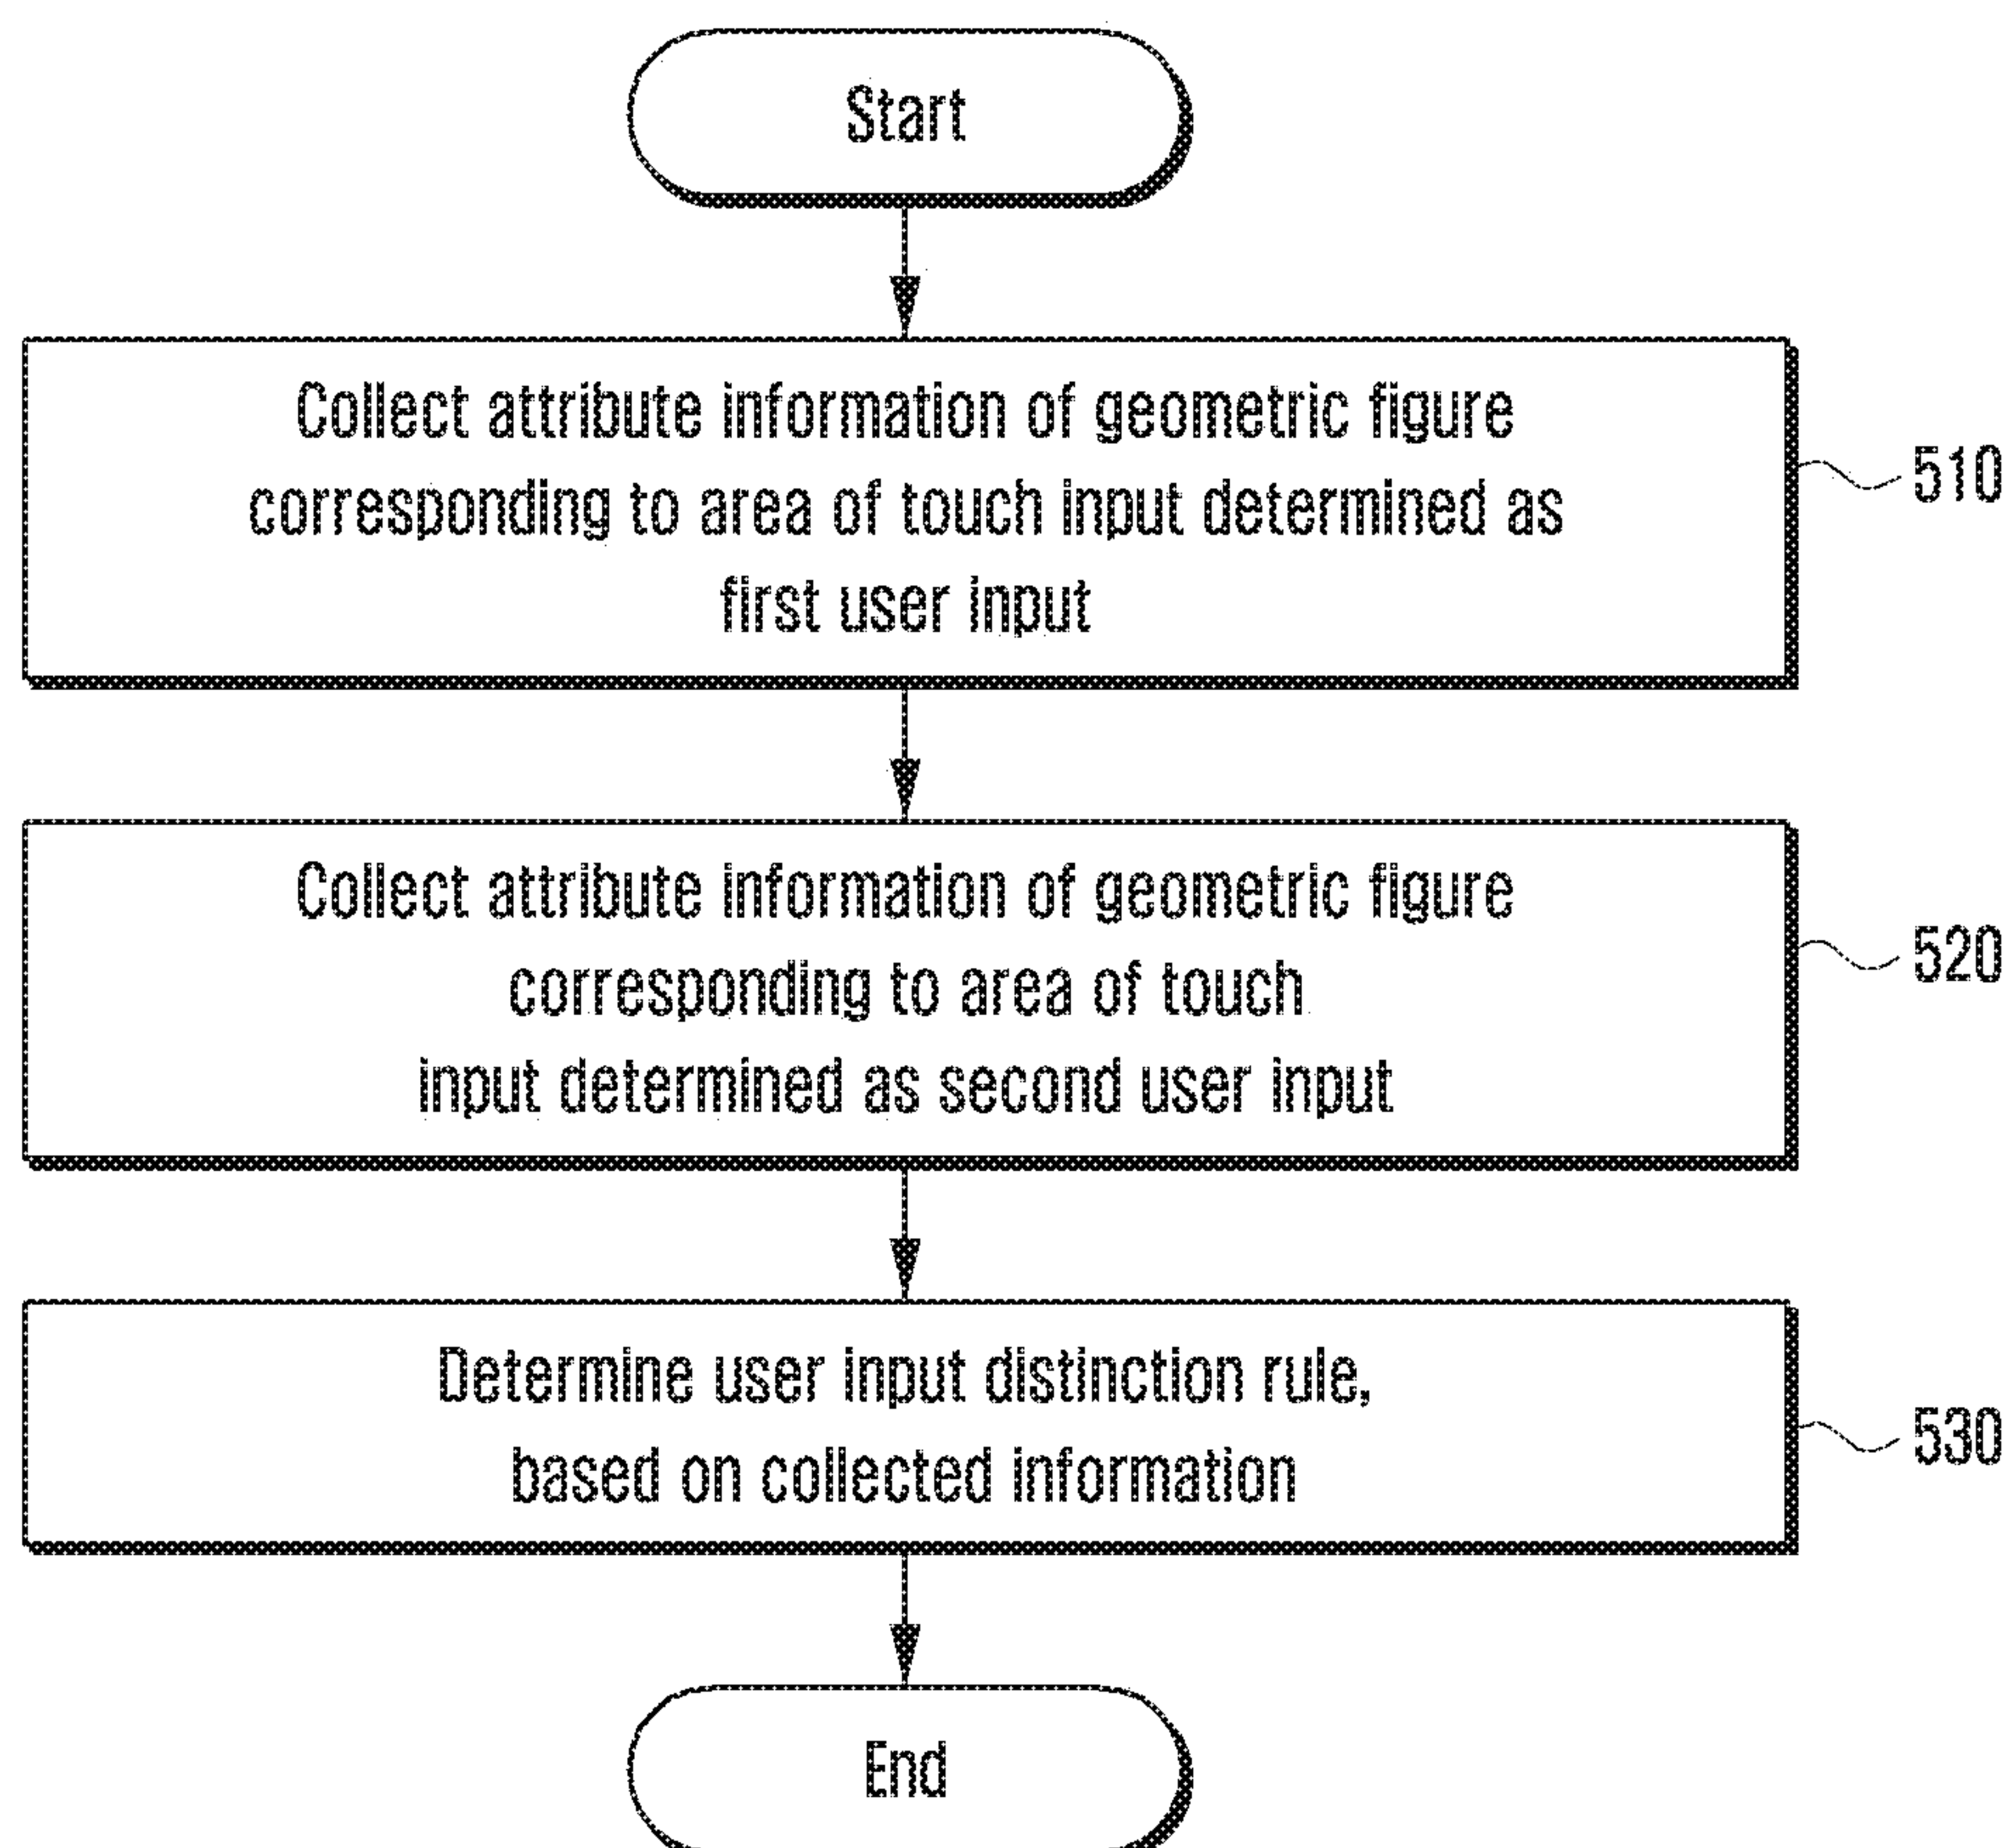 Start
Collect attribute information of geometric figure
corresponding to area of touch input determined as
first user input
510
Collect attribute information of geometric figure
corresponding to area of touch
input determined as second user input
520
Determine user input distinction rule,
based on collected information
530
End